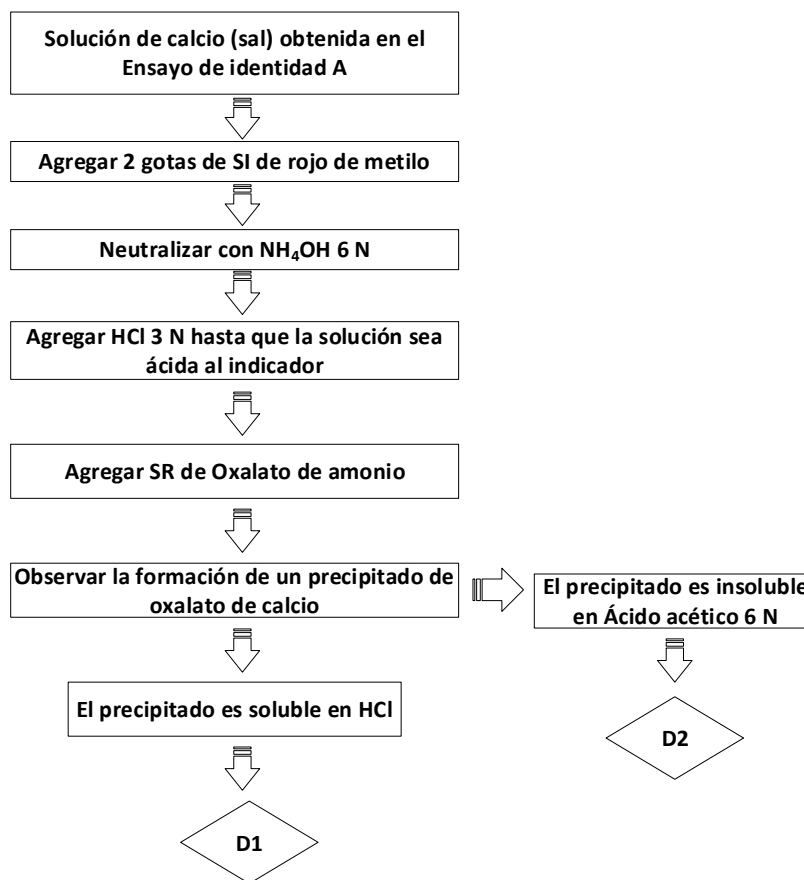 Solución de calcio (sal) obtenida en el
Ensayo de identidad A
Agregar 2 gotas de SI de rojo de metilo
Neutralizar con NH₄OH 6 N
Agregar HCl 3 N hasta que la solución sea
ácida al indicador
Agregar SR de Oxalato de amonio
Observar la formación de un precipitado de
oxalato de calcio
El precipitado es insoluble
en Ácido acético 6 N
El precipitado es soluble en HCl
D2
D1